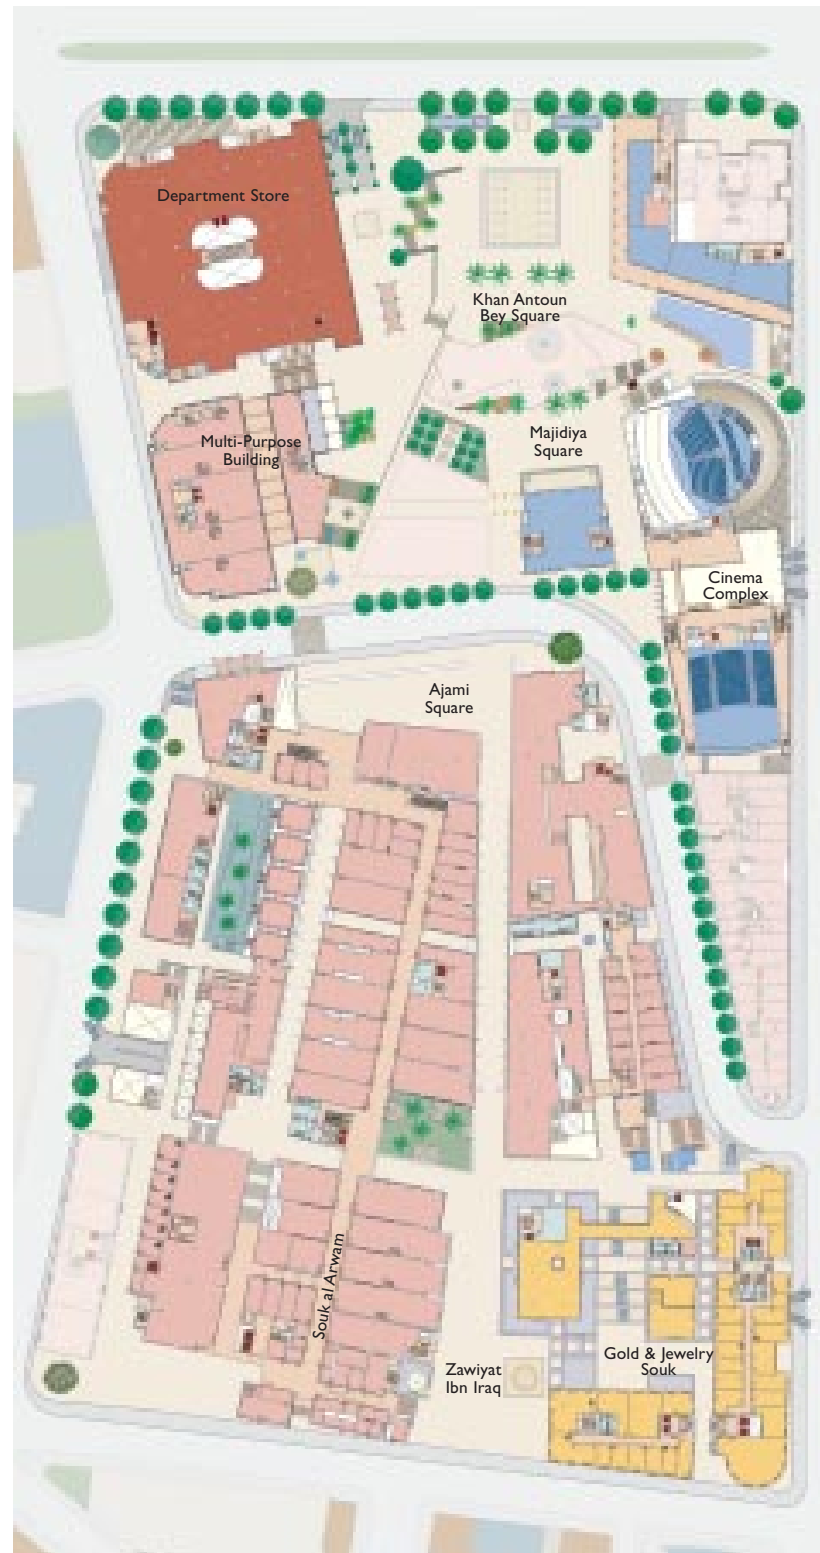 Department Store
Khan Antoun
Bey Square
Multi-Purpose
Building
Majidiya
Square
Cinema
Complex
Ajami
Square
Souk al Arwam
Gold & Jewelry
Souk
Zawiyat
Ibn Iraq